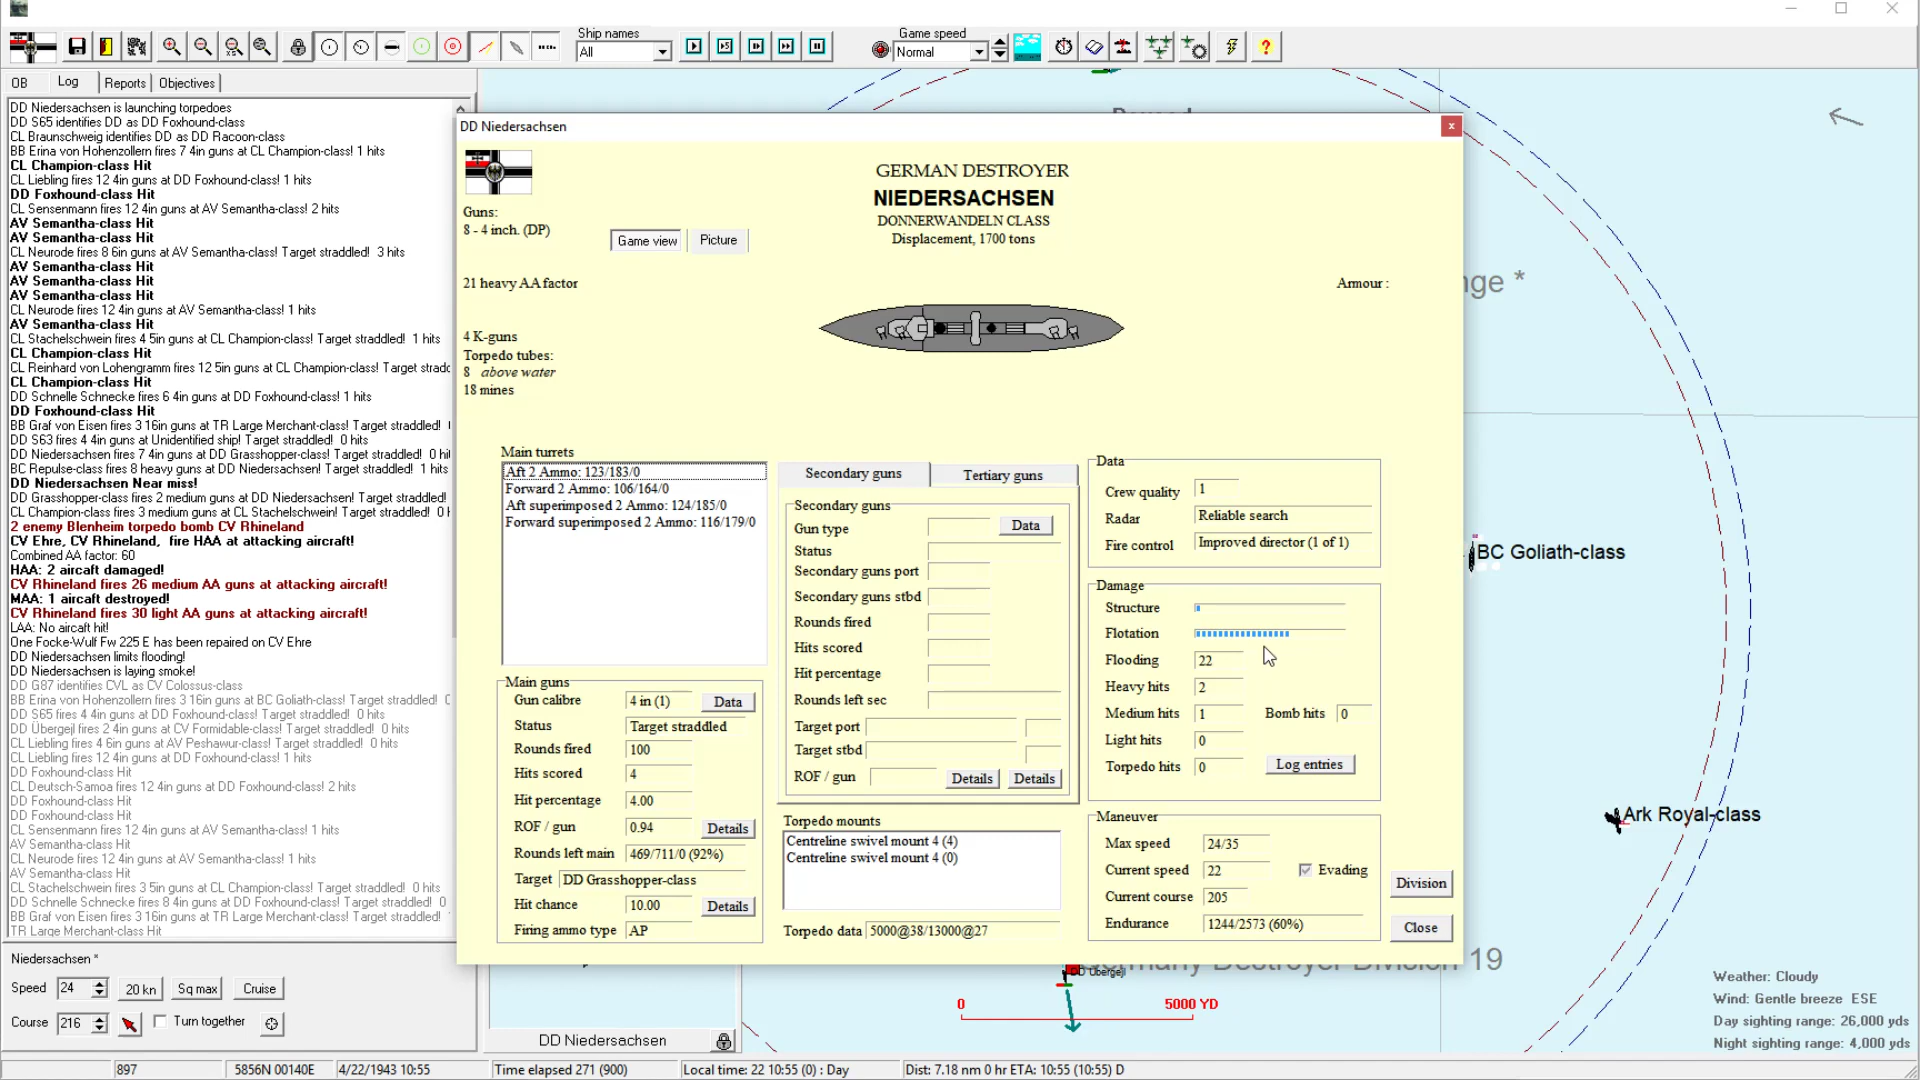 Ship names
All
Game speed
Normal
OB
Log
Reports
Objectives
DD Niedersachsen is launching torpedoes
DD S65 identifies DD as DD Foxhound-class
CL Braunschweig identifies DD as DD Racoon-class
BB Erina von Hohenzollern fires 7 4in guns at CL Champion-class! 1 hits
CL Champion-class Hit
CL Liebling fires 12 4in guns at DD Foxhound-class! 1 hits
DD Foxhound-class Hit
CL Sensenmann fires 12 4in guns at AV Semantha-class! 2 hits
AV Semantha-class Hit
AV Semantha-class Hit
CL Neurode fires 8 6in guns at AV Semantha-class! Target straddled! 3 hits
AV Semantha-class Hit
AV Semantha-class Hit
AV Semantha-class Hit
CL Neurode fires 12 4in guns at AV Semantha-class! 1 hits
AV Semantha-class Hit
CL Stachelschwein fires 4 5in guns at CL Champion-class! Target straddled! 1 hits
CL Champion-class Hit
CL Reinhard von Lohengramm fires 12 5in guns at CL Champion-class! Target
CL Champion-class Hit
DD Schnelle Schnecke fires 6 4in guns at DD Foxhound-class! 1 hits
DD Foxhound-class Hit
BB Graf von Eisen fires 3 16in guns at TR Large Merchant-class! Target straddled!
DD S63 fires 4 4in guns at Unidentified ship! Target straddled! 0 hits
DD Niedersachsen fires 7 4in guns at DD Grasshopper-class! Target straddled! 0
BC Repulse-class fires 8 heavy guns at DD Niedersachsen! Target straddled! 1 hits
DD Niedersachsen Near miss!
DD Grasshopper-class fires 2 medium guns at DD Niedersachsen! Target straddled!
CL Champion-class fires 3 medium guns at CL Stachelschwein! Target straddled! 0
2 enemy Blenheim torpedo bomb CV Rhineland
CV Ehre, CV Rhineland, fire HAA at attacking aircraft!
Combined AA factor: 60
HAA: 2 aircaft damaged!
CV Rhineland fires 26 medium AA guns at attacking aircraft!
MAA: 1 aircaft destroyed!
CV Rhineland fires 30 light AA guns at attacking aircraft!
LAA: No aircaft hit!
One Focke-Wulf Fw 225 E has been repaired on CV Ehre
DD Niedersachsen limits flooding!
DD Niedersachsen is laying smoke!
DD G87 identifies CVL as CV Colossus-class
BB Erina von Hohenzollern fires 3 16in guns at BC Goliath-class! Target straddled! 0
DD S65 fires 4 4in guns at DD Foxhound-class! Target straddled! 0 hits
DD Übergejl fires 2 4in guns at CV Formidable-class! Target straddled! 0 hits
CL Liebling fires 4 6in guns at AV Peshawur-class! Target straddled! 0 hits
CL Liebling fires 12 4in guns at DD Foxhound-class! 1 hits
DD Foxhound-class Hit
CL Deutsch-Samoa fires 12 4in guns at DD Foxhound-class! 2 hits
DD Foxhound-class Hit
DD Foxhound-class Hit
CL Sensenmann fires 12 4in guns at AV Semantha-class! 1 hits
AV Semantha-class Hit
CL Neurode fires 12 4in guns at AV Semantha-class! 1 hits
AV Semantha-class Hit
CL Stachelschwein fires 3 5in guns at CL Champion-class! Target straddled! 0 hits
DD Schnelle Schnecke fires 8 4in guns at DD Foxhound-class! Target straddled! 0
BB Graf von Eisen fires 3 16in guns at TR Large Merchant-class! Target straddled!
TR Large Merchant-class Hit
Niedersachsen *
Speed 24 20 kn Sq max Cruise
Course 216 Turn together
DD Niedersachsen
GERMAN DESTROYER
NIEDERSACHSEN
DONNERWANDELN CLASS
Displacement, 1700 tons
Guns:
8 - 4 inch. (DP)
Game view
Picture
21 heavy AA factor
Armour :
4 K-guns
Torpedo tubes:
8 above water
18 mines
Main turrets
Aft 2 Ammo: 123/183/0
Forward 2 Ammo: 106/164/0
Aft superimposed 2 Ammo: 124/185/0
Forward superimposed 2 Ammo: 116/179/0
Main guns
Gun calibre 4 in (1) Data
Status Target straddled
Rounds fired 100
Hits scored 4
Hit percentage 4.00
ROF / gun 0.94 Details
Rounds left main 469/711/0 (92%)
Target DD Grasshopper-class
Hit chance 10.00 Details
Firing ammo type AP
Secondary guns
Tertiary guns
Secondary guns
Gun type Data
Status
Secondary guns port
Secondary guns stbd
Rounds fired
Hits scored
Hit percentage
Rounds left sec
Target port
Target stbd
ROF / gun Details Details
Torpedo mounts
Centreline swivel mount 4 (4)
Centreline swivel mount 4 (0)
Torpedo data 5000@38/13000@27
Data
Crew quality 1
Radar Reliable search
Fire control Improved director (1 of 1)
Damage
Structure
Flotation
Flooding 22
Heavy hits 2
Medium hits 1 Bomb hits 0
Light hits 0
Torpedo hits 0 Log entries
Maneuver
Max speed 24/35
Current speed 22 Evading
Current course 205
Endurance 1244/2573 (60%)
Division
Close
nge *
BC Goliath-class
Ark Royal-class
Germany Destroyer Division 19
DD Übergejl
0 5000 YD
DD Niedersachsen
Weather: Cloudy
Wind: Gentle breeze ESE
Day sighting range: 26,000 yds
Night sighting range: 4,000 yds
897
5856N 00140E
4/22/1943 10:55
Time elapsed 271 (900)
Local time: 22 10:55 (0) : Day
Dist: 7.18 nm 0 hr ETA: 10:55 (10:55) D